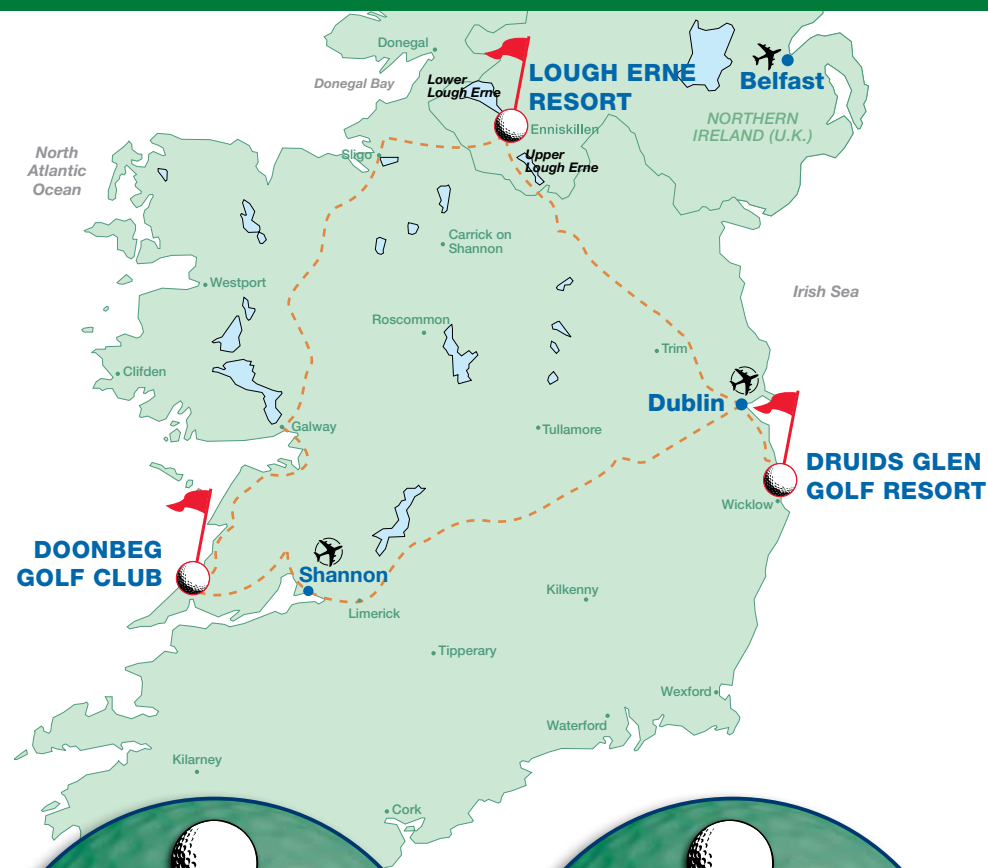 Donegal
Donegal Bay
Lower
Lough Erne
LOUGH ERNE
RESORT
Belfast
NORTHERN
IRELAND (U.K.)
Enniskillen
North
Atlantic
Ocean
Sligo
Upper
Lough Erne
Carrick on
Shannon
Westport
Irish Sea
Roscommon
Trim
Clifden
Dublin
Galway
Tullamore
DRUIDS GLEN
GOLF RESORT
Wicklow
DOONBEG
GOLF CLUB
Shannon
Limerick
Kilkenny
Tipperary
Wexford
Waterford
Kilarney
Cork